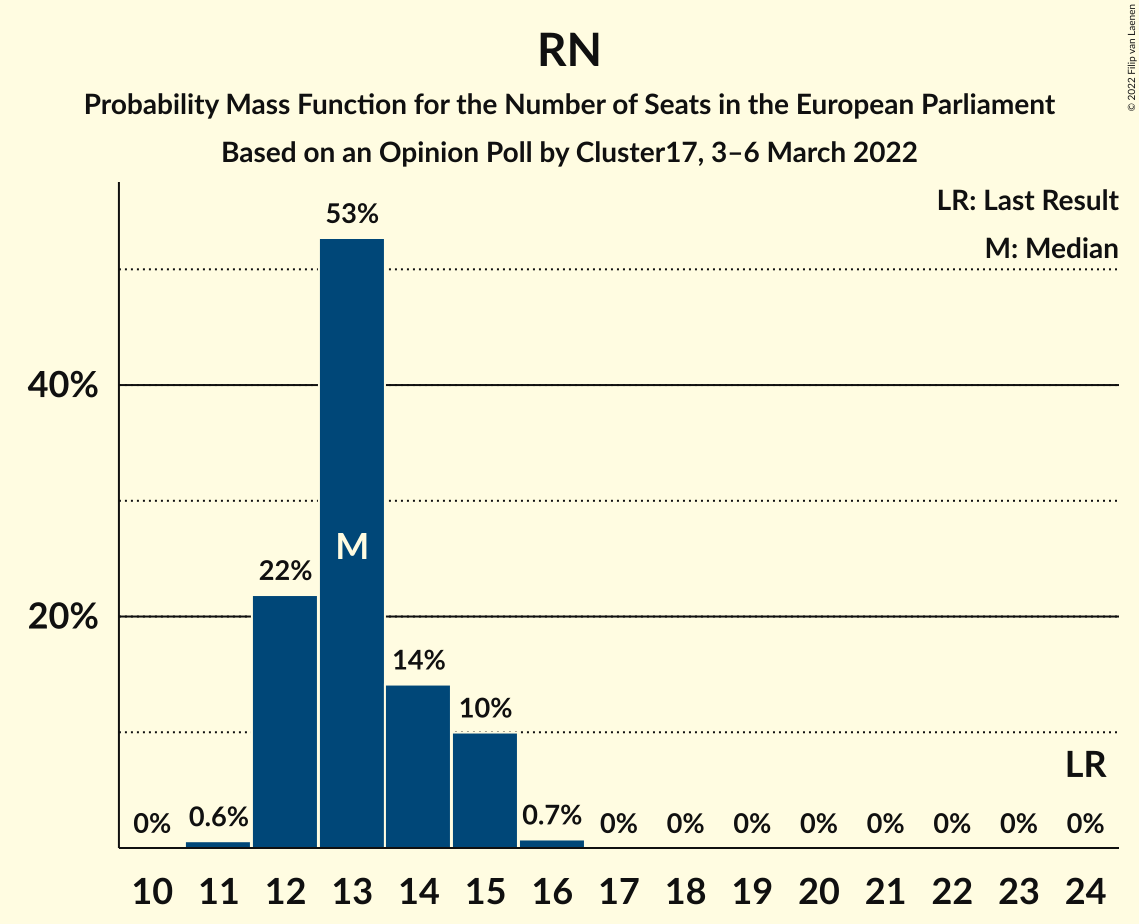 © 2022 Filip van Laenen
RN
Probability Mass Function for the Number of Seats in the European Parliament
Based on an Opinion Poll by Cluster17, 3–6 March 2022
LR: Last Result
M: Median
53%
40%
M
22%
20%
14%
10%
LR
0% 0.6% 0.7% 0% 0% 0% 0% 0% 0% 0% 0%
10 11 12 13 14 15 16 17 18 19 20 21 22 23 24